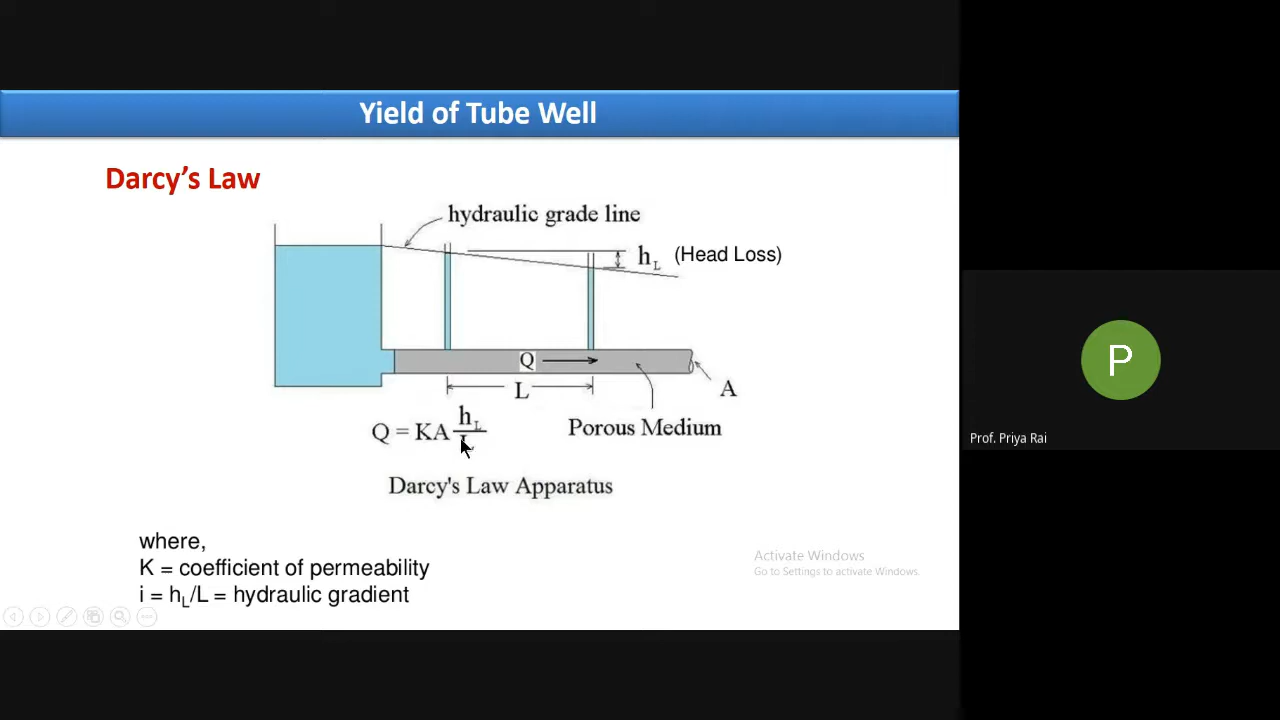 Yield of Tube Well
Darcy's Law
hydraulic grade line
hL (Head Loss)
Q
L
A
Q = KA hL
Porous Medium
Darcy's Law Apparatus
where,
K = coefficient of permeability
i = hL/L = hydraulic gradient
Activate Windows
Go to Settings to activate Windows.
P
Prof. Priya Rai